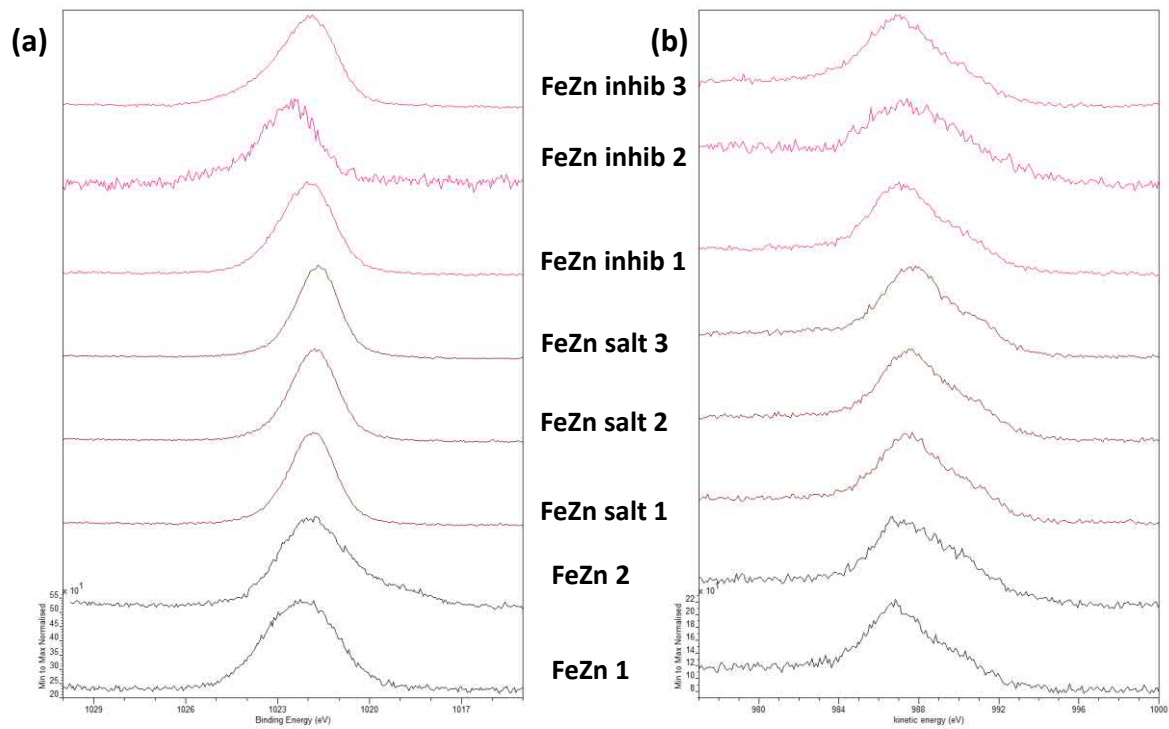 (a)
(b)
FeZn inhib 3
FeZn inhib 2
FeZn inhib 1
FeZn salt 3
FeZn salt 2
FeZn salt 1
FeZn 2
FeZn 1
x 10¹
55
50
45
40
35
30
25
20
Min to Max Normalised
1029 1026 1023 1020 1017
Binding Energy (eV)
x 10¹
22
20
18
16
14
12
10
8
Min to Max Normalised
980 984 988 992 996 1000
kinetic energy (eV)